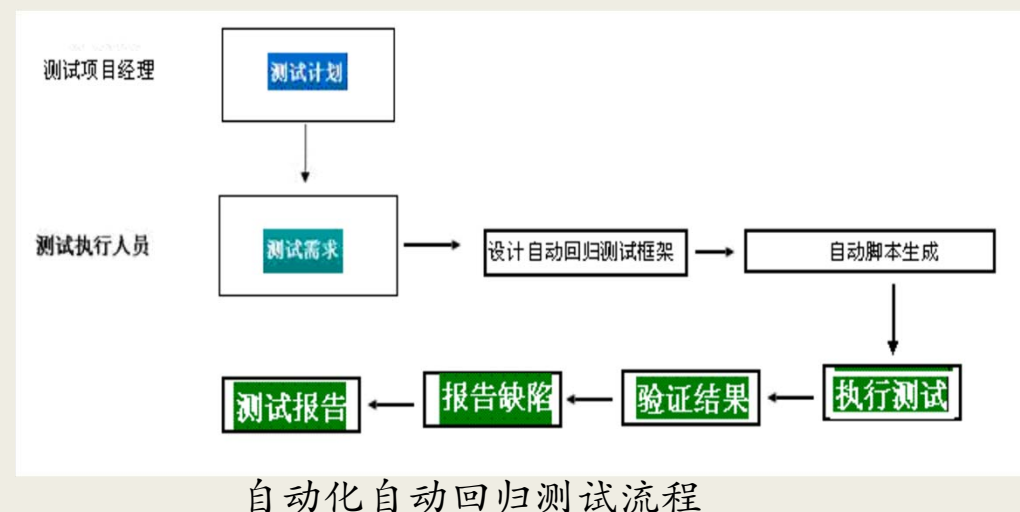 测试项目经理
测试计划
测试执行人员
测试需求
设计自动回归测试框架
自动脚本生成
测试报告
报告缺陷
验证结果
执行测试
自动化自动回归测试流程